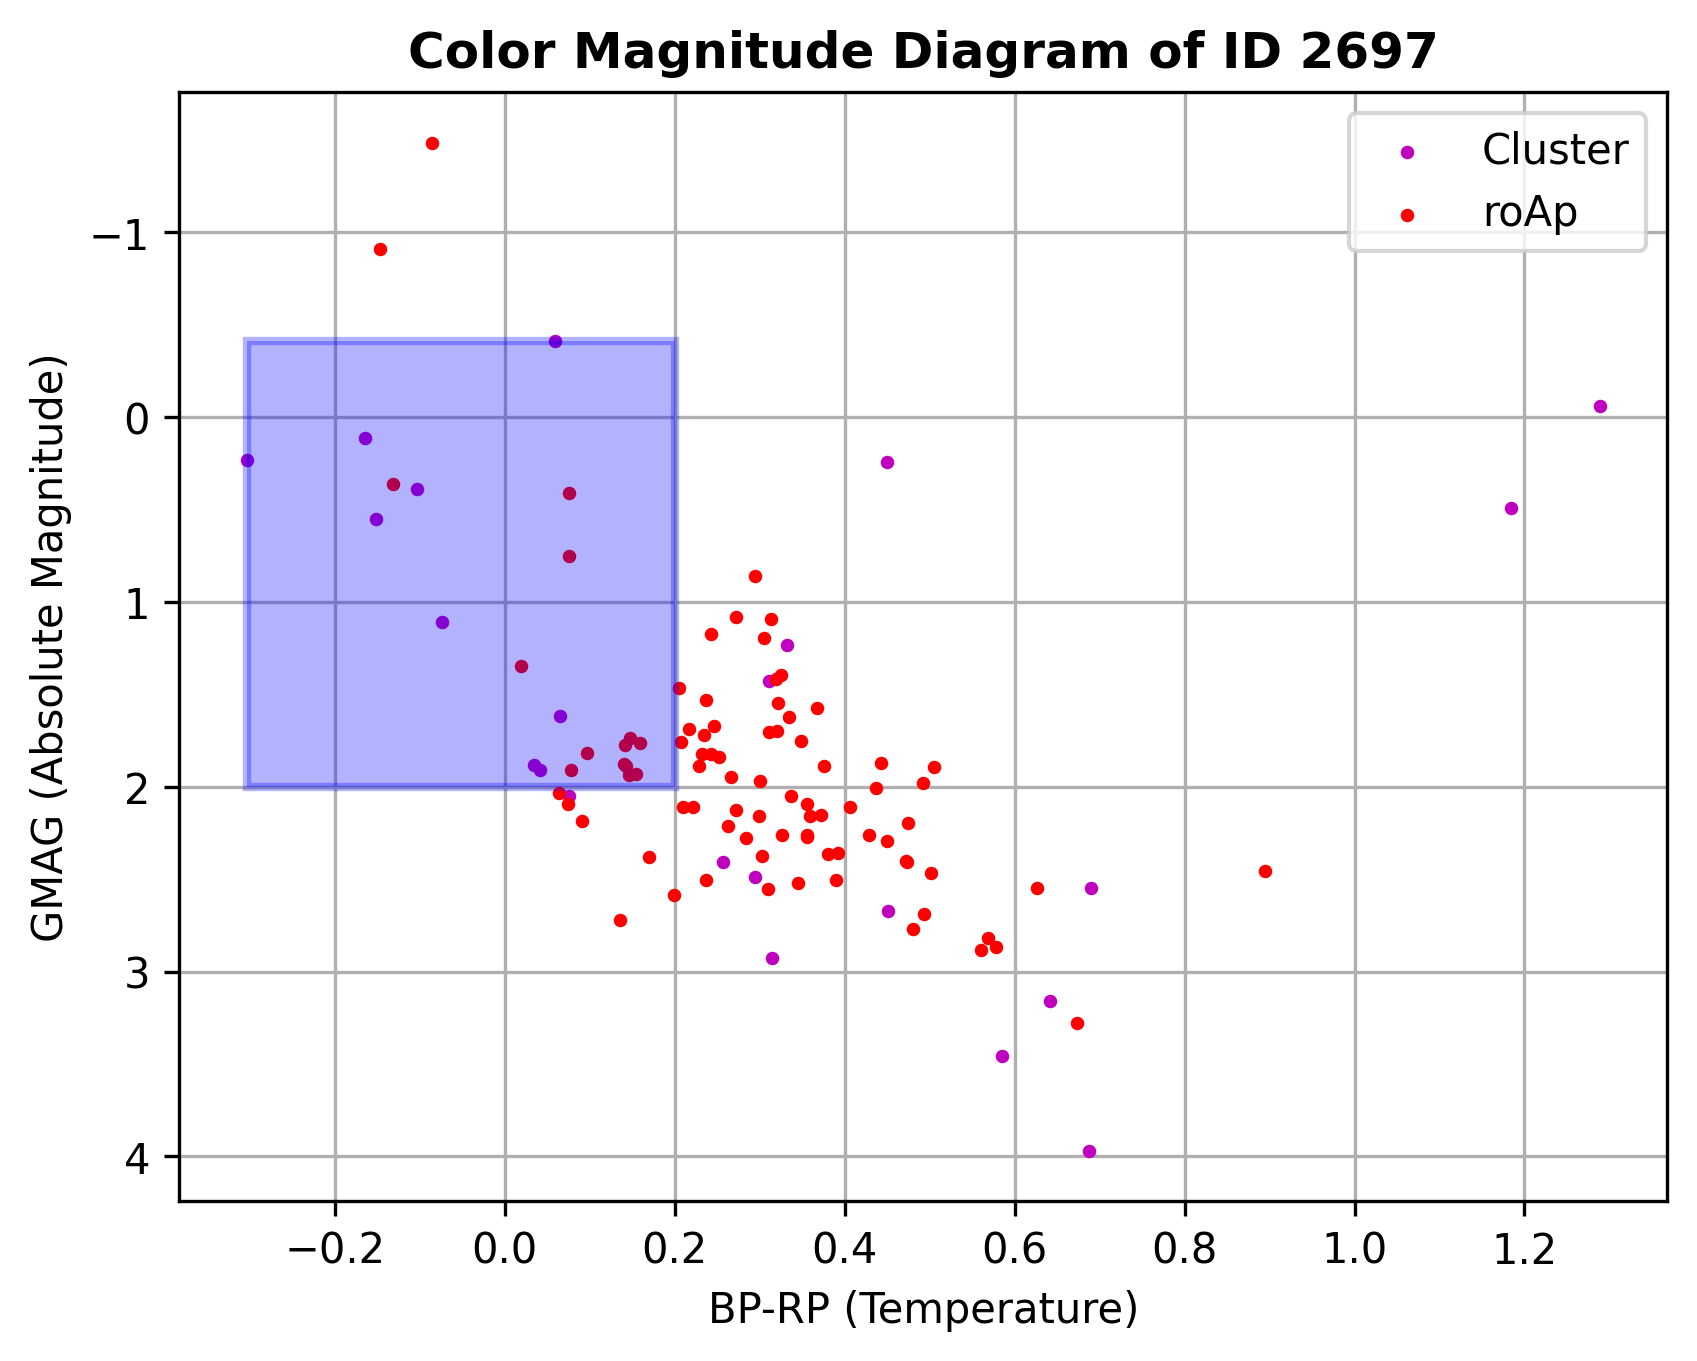 Color Magnitude Diagram of ID 2697
Cluster
roAp
GMAG (Absolute Magnitude)
−1
0
1
2
3
4
−0.2 0.0 0.2 0.4 0.6 0.8 1.0 1.2
BP-RP (Temperature)